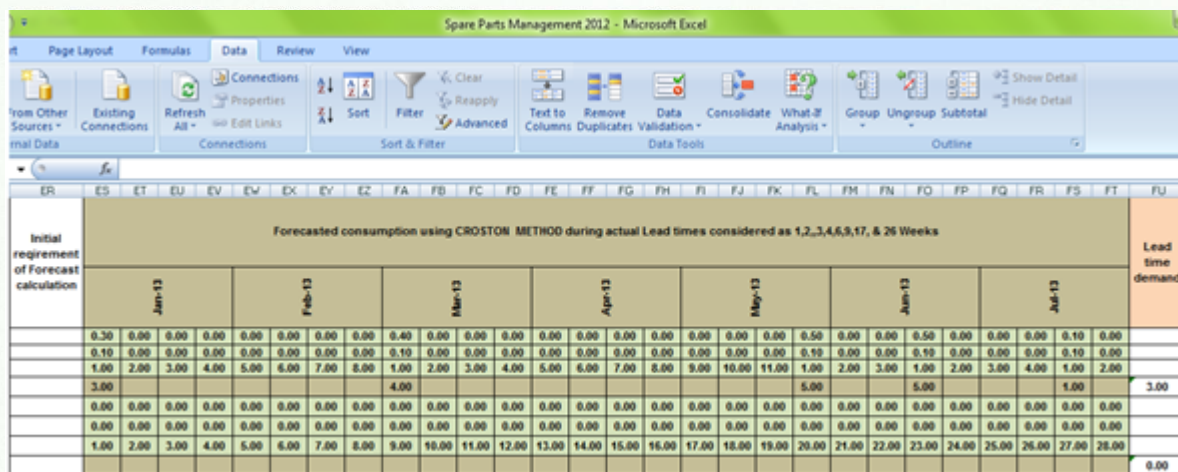 Spare Parts Management 2012 - Microsoft Excel
rt Page Layout Formulas Data Review View
From Other Sources
Existing Connections
Refresh All
Connections
Properties
Edit Links
Sort
Filter
Clear
Reapply
Advanced
Text to Columns
Remove Duplicates
Data Validation
Consolidate
What-If Analysis
Group
Ungroup
Subtotal
Show Detail
Hide Detail
rnal Data
Connections
Sort & Filter
Data Tools
Outline
fx
ER ES ET EU EV EW EX EY EZ FA FB FC FD FE FF FG FH FI FJ FK FL FM FN FO FP FQ FR FS FT FU
Initial
reqirement
of Forecast
calculation
Forecasted consumption using CROSTON METHOD during actual Lead times considered as 1,2,,3,4,6,9,17, & 26 Weeks
Lead
time
demand
Jan-13 Feb-13 Mar-13 Apr-13 May-13 Jun-13 Jul-13
0.30 0.00 0.00 0.00 0.00 0.00 0.00 0.00 0.40 0.00 0.00 0.00 0.00 0.00 0.00 0.00 0.00 0.00 0.00 0.50 0.00 0.00 0.50 0.00 0.00 0.00 0.10 0.00
0.10 0.00 0.00 0.00 0.00 0.00 0.00 0.00 0.10 0.00 0.00 0.00 0.00 0.00 0.00 0.00 0.00 0.00 0.00 0.10 0.00 0.00 0.10 0.00 0.00 0.00 0.10 0.00
1.00 2.00 3.00 4.00 5.00 6.00 7.00 8.00 1.00 2.00 3.00 4.00 5.00 6.00 7.00 8.00 9.00 10.00 11.00 1.00 2.00 3.00 1.00 2.00 3.00 4.00 1.00 2.00
3.00 4.00 5.00 5.00 1.00 3.00
0.00 0.00 0.00 0.00 0.00 0.00 0.00 0.00 0.00 0.00 0.00 0.00 0.00 0.00 0.00 0.00 0.00 0.00 0.00 0.00 0.00 0.00 0.00 0.00 0.00 0.00 0.00 0.00
0.00 0.00 0.00 0.00 0.00 0.00 0.00 0.00 0.00 0.00 0.00 0.00 0.00 0.00 0.00 0.00 0.00 0.00 0.00 0.00 0.00 0.00 0.00 0.00 0.00 0.00 0.00 0.00
1.00 2.00 3.00 4.00 5.00 6.00 7.00 8.00 9.00 10.00 11.00 12.00 13.00 14.00 15.00 16.00 17.00 18.00 19.00 20.00 21.00 22.00 23.00 24.00 25.00 26.00 27.00 28.00
0.00